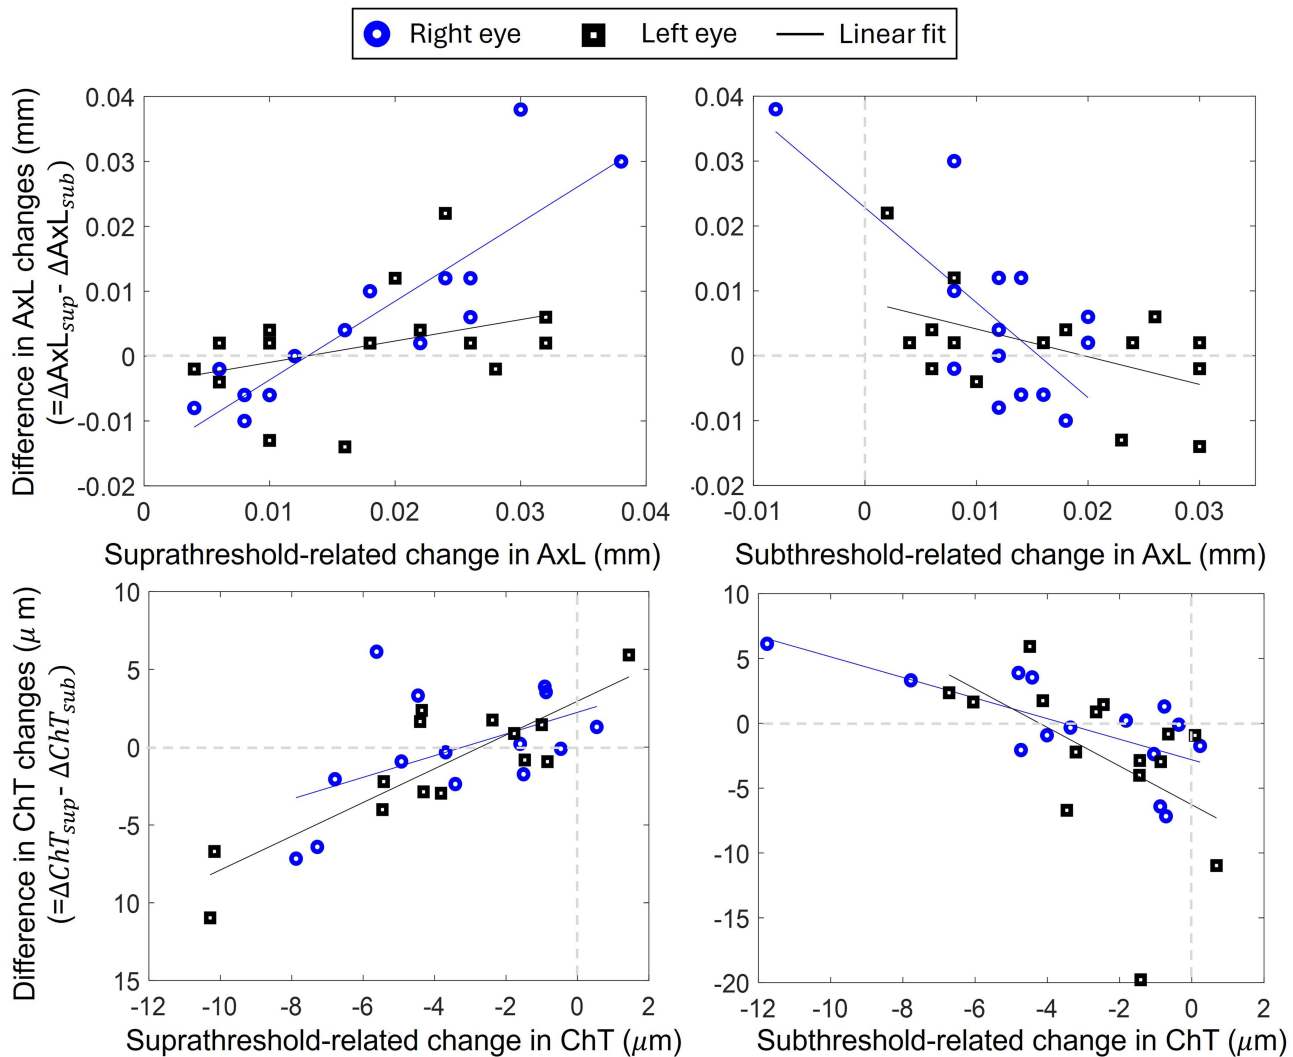 Right eye Left eye Linear fit
Difference in AxL changes (mm)
(=ΔAxLsup- ΔAxLsub)
0.04
0.03
0.02
0.01
0
-0.01
-0.02
0 0.01 0.02 0.03 0.04
Suprathreshold-related change in AxL (mm)
0.04
0.03
0.02
0.01
0
-0.01
-0.02
-0.01 0 0.01 0.02 0.03
Subthreshold-related change in AxL (mm)
Difference in ChT changes (μ m)
(=ΔChTsup- ΔChTsub)
10
5
0
-5
10
15
-12 -10 -8 -6 -4 -2 0 2
Suprathreshold-related change in ChT (μm)
10
5
0
-5
-10
-15
-20
-12 -10 -8 -6 -4 -2 0 2
Subthreshold-related change in ChT (μm)